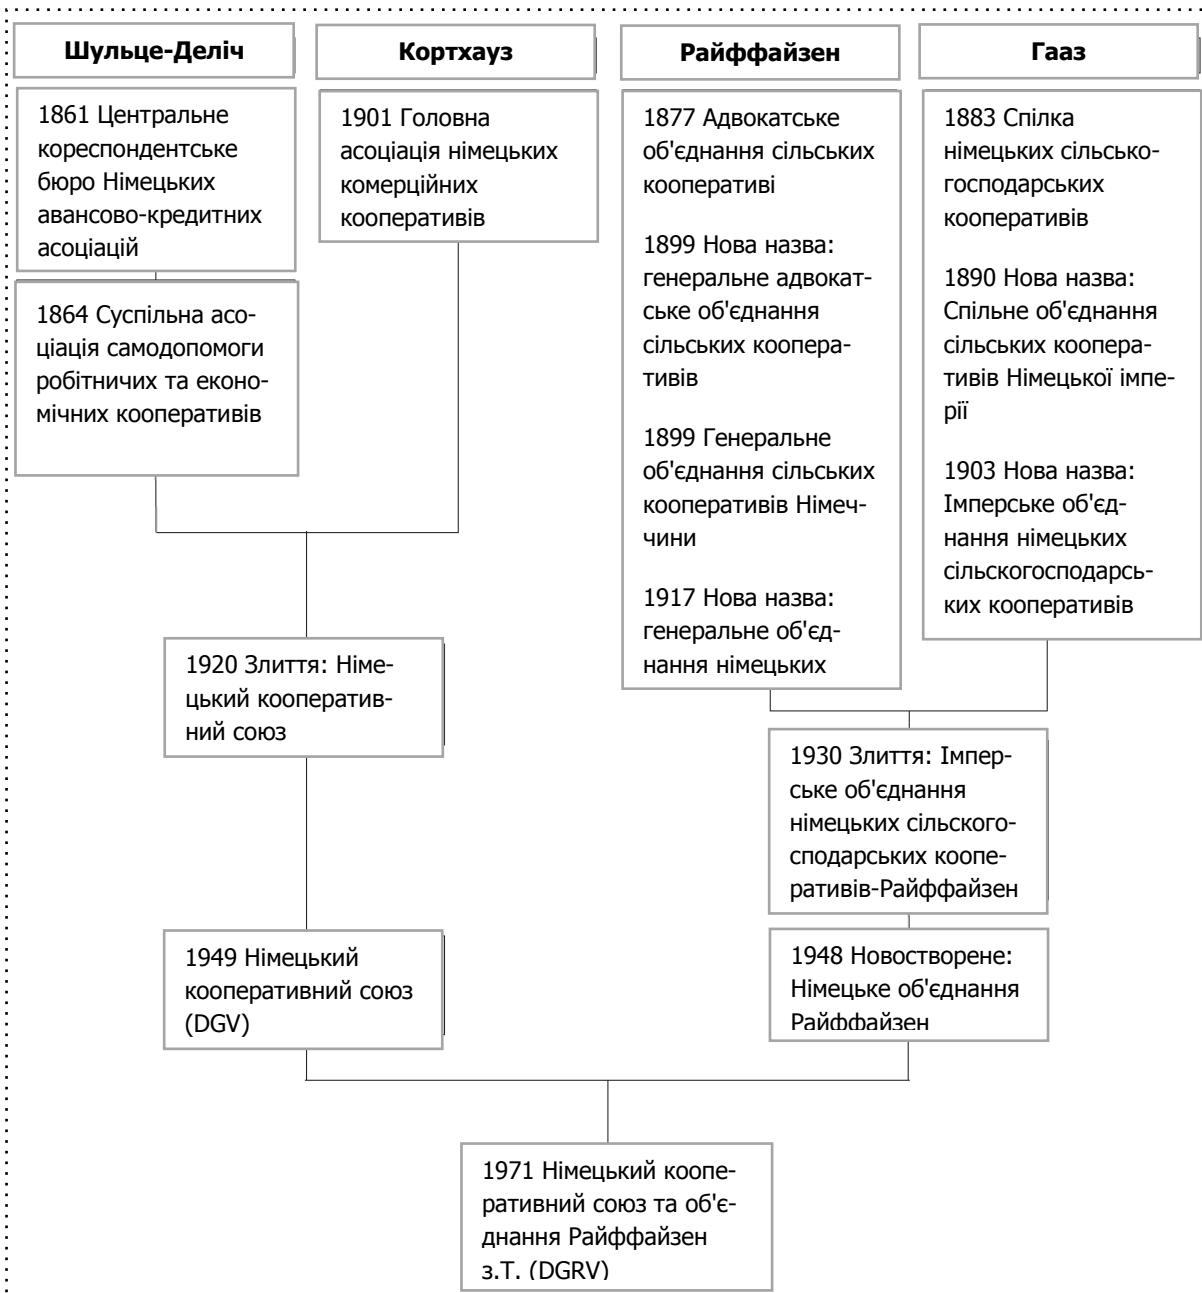 Шульце-Деліч
1861 Центральне
кореспондентське
бюро Німецьких
авансово-кредитних
асоціацій
1864 Суспільна асо-
ціація самодопомоги
робітничих та еконо-
мічних кооперативів
Кортхауз
1901 Головна
асоціація німецьких
комерційних
кооперативів
1920 Злиття: Німе-
цький кооператив-
ний союз
1949 Німецький
кооперативний союз
(DGV)
Райффайзен
1877 Адвокатське
об'єднання сільських
кооперативі
1899 Нова назва:
генеральне адвокат-
ське об'єднання
сільських коопера-
тивів
1899 Генеральне
об'єднання сільських
кооперативів Німеч-
чини
1917 Нова назва:
генеральне об'єд-
нання німецьких
Гааз
1883 Спілка
німецьких сільсько-
господарських
кооперативів
1890 Нова назва:
Спільне об'єднання
сільських коопера-
тивів Німецької імпе-
рії
1903 Нова назва:
Імперське об'єд-
нання німецьких
сільскогосподарсь-
ких кооперативів
1930 Злиття: Імпер-
ське об'єднання
німецьких сільского-
сподарських коопе-
ративів-Райффайзен
1948 Новостворене:
Німецьке об'єднання
Райффайзен
1971 Німецький коопе-
ративний союз та об'є-
днання Райффайзен
з.Т. (DGRV)